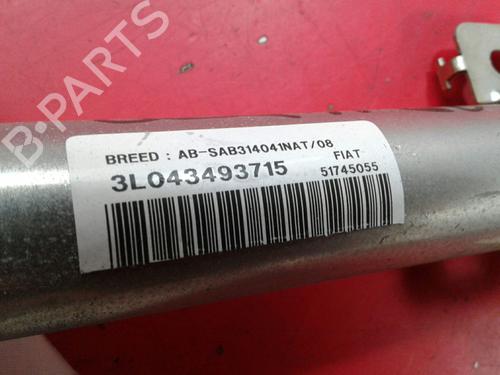 B-PARTS
BREED : AB-SAB314041NAT/08
3L043493715
FIAT
51745055